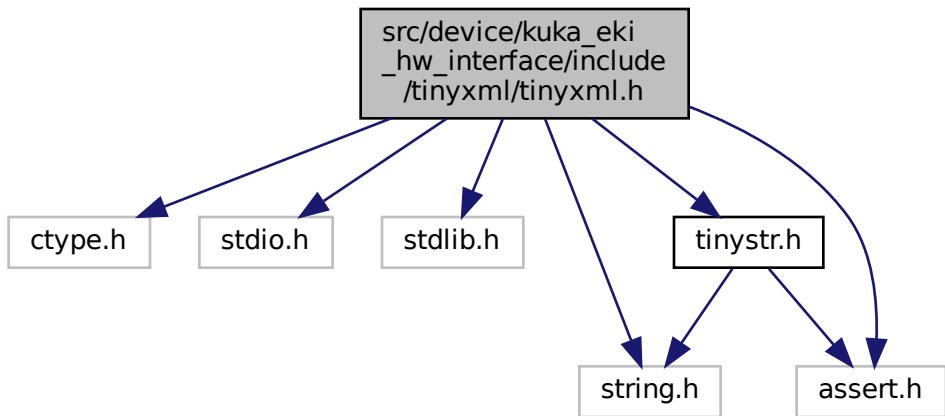 src/device/kuka_eki
_hw_interface/include
/tinyxml/tinyxml.h
ctype.h
stdio.h
stdlib.h
tinystr.h
string.h
assert.h